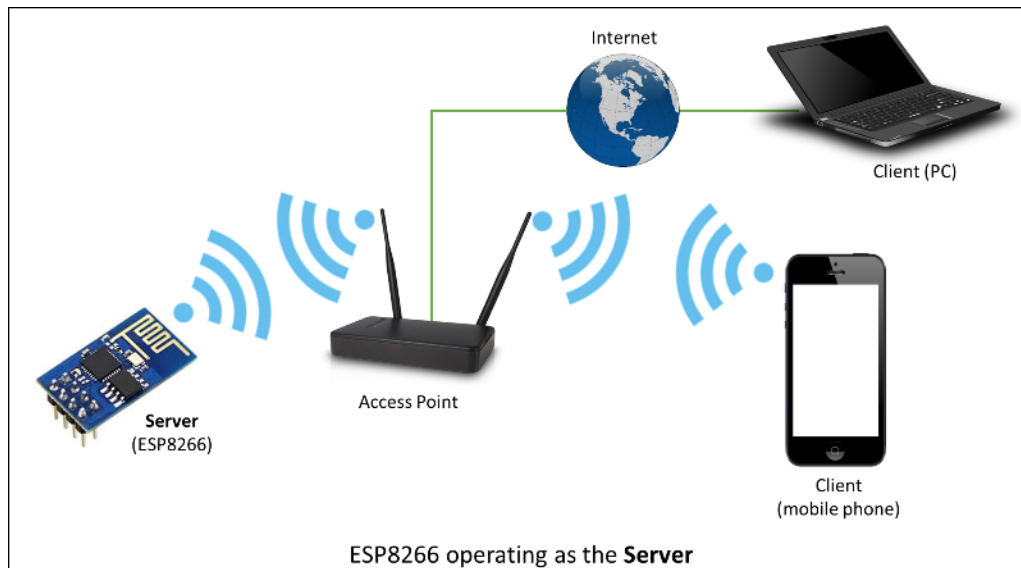 Internet
Client (PC)
Access Point
Server
(ESP8266)
Client
(mobile phone)
ESP8266 operating as the Server